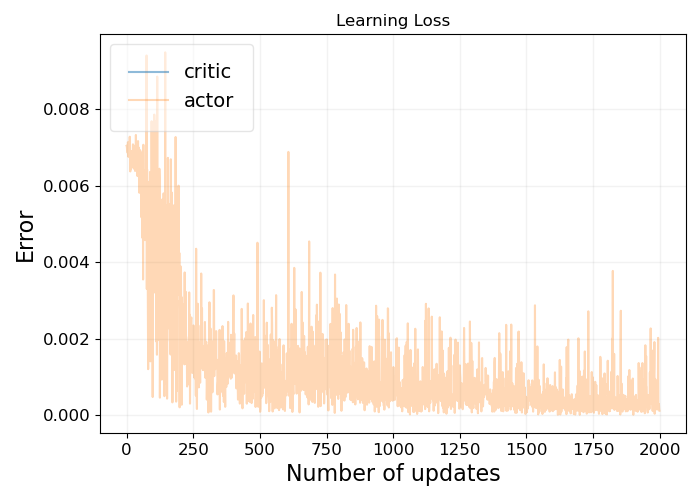 Learning Loss
critic
actor
0.008
0.006
0.004
0.002
0.000
Error
0 250 500 750 1000 1250 1500 1750 2000
Number of updates